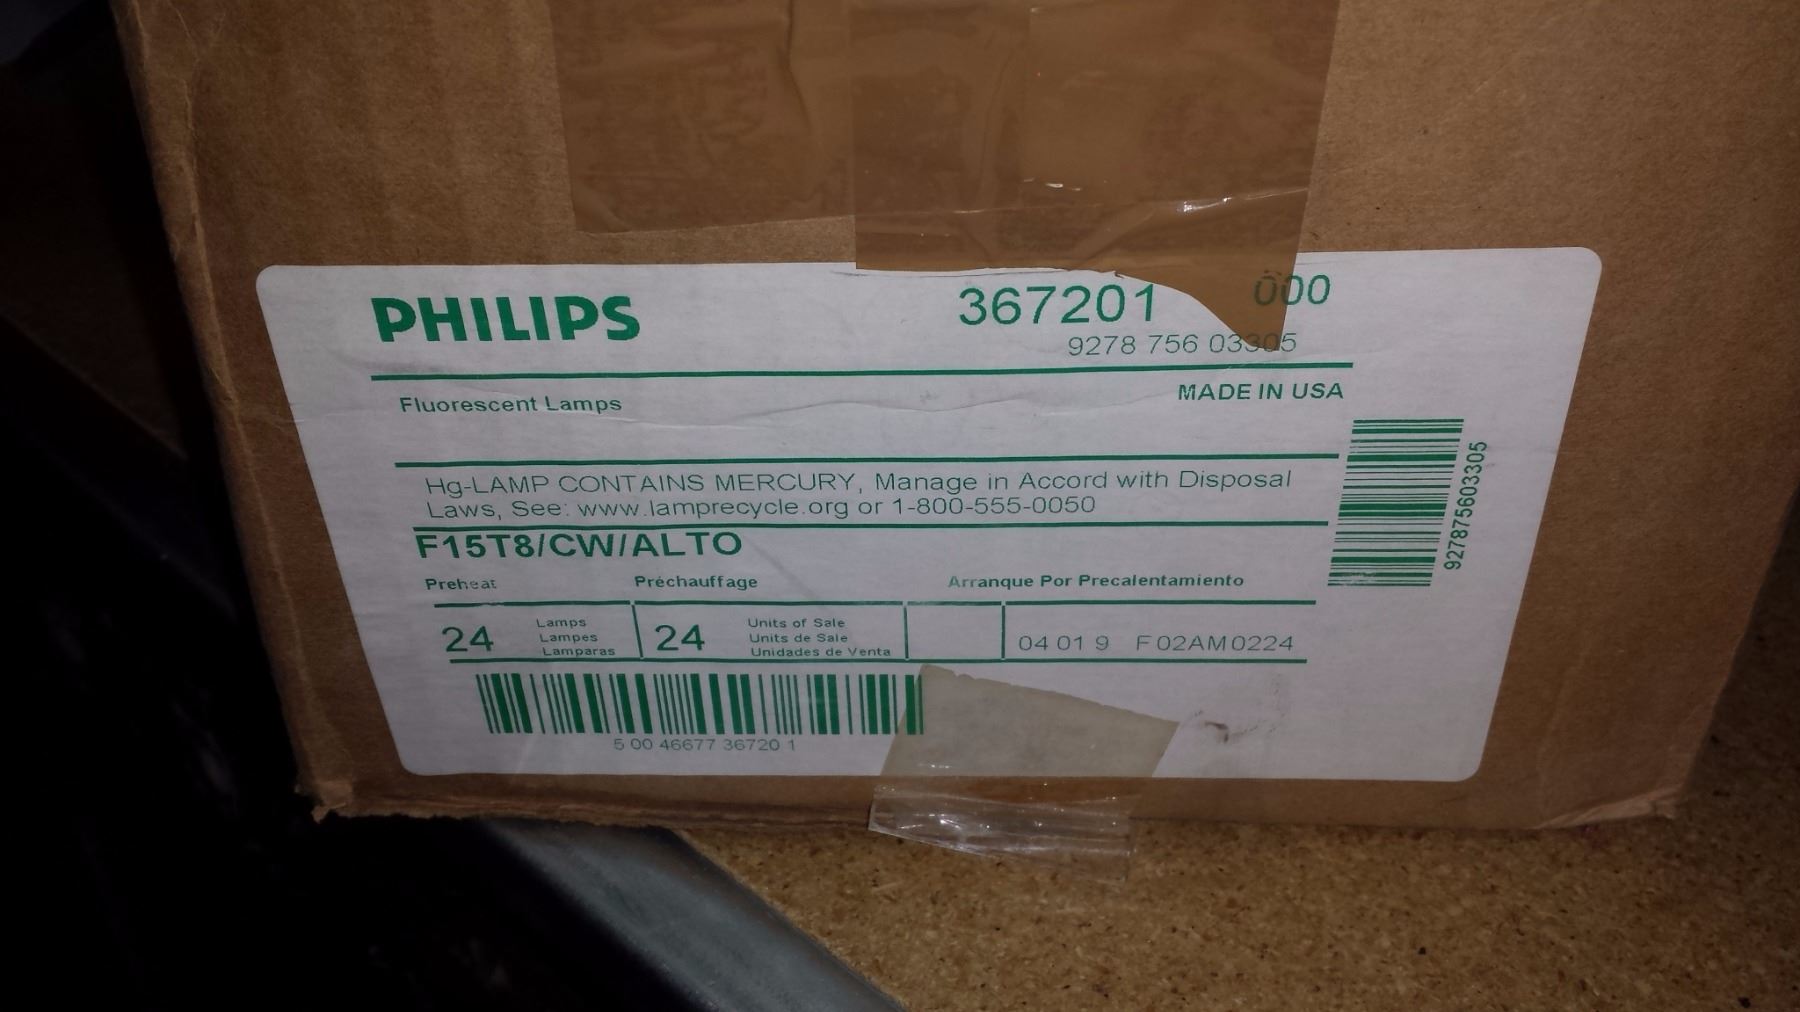 PHILIPS
367201
000
9278 756 03305
MADE IN USA
Fluorescent Lamps
Hg-LAMP CONTAINS MERCURY, Manage in Accord with Disposal
Laws, See: www.lamprecycle.org or 1-800-555-0050
F15T8/CW/ALTO
Preheat Préchauffage Arranque Por Precalentamiento
24
Lamps
Lampes
Lamparas
24
Units of Sale
Units de Sale
Unidades de Venta
04 01 9 F02AM0224
5 00 46677 36720 1
927875603305